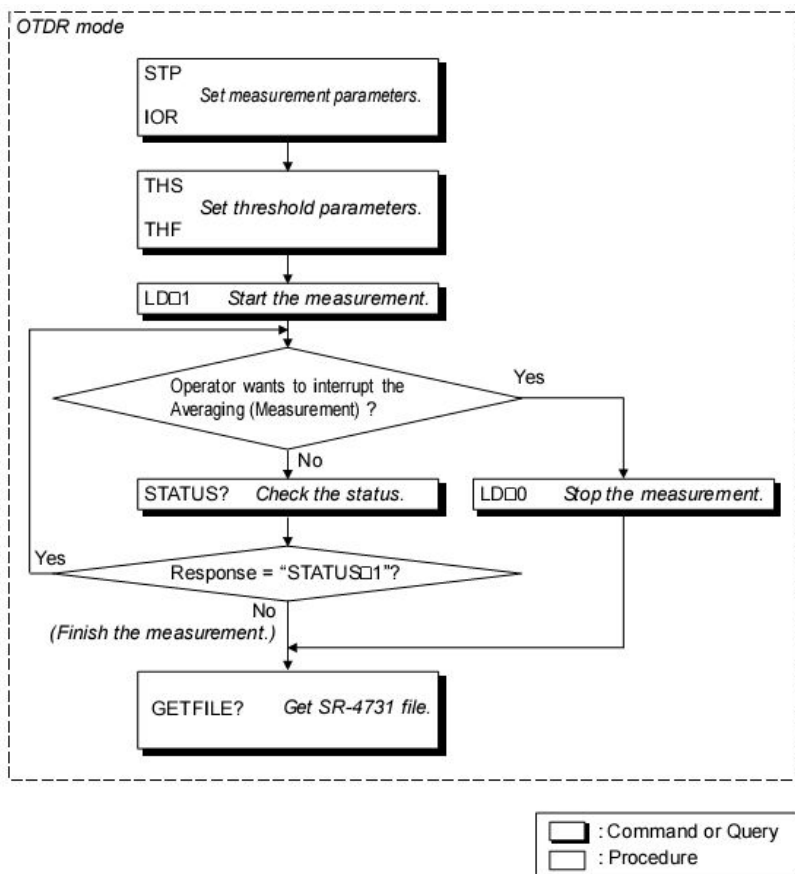 OTDR mode
STP
Set measurement parameters.
IOR
THS
Set threshold parameters.
THF
LD□1 Start the measurement.
Operator wants to interrupt the
Averaging (Measurement) ?
Yes
No
STATUS? Check the status.
LD□0 Stop the measurement.
Yes
Response = “STATUS□1”?
No
(Finish the measurement.)
GETFILE? Get SR-4731 file.
: Command or Query
: Procedure